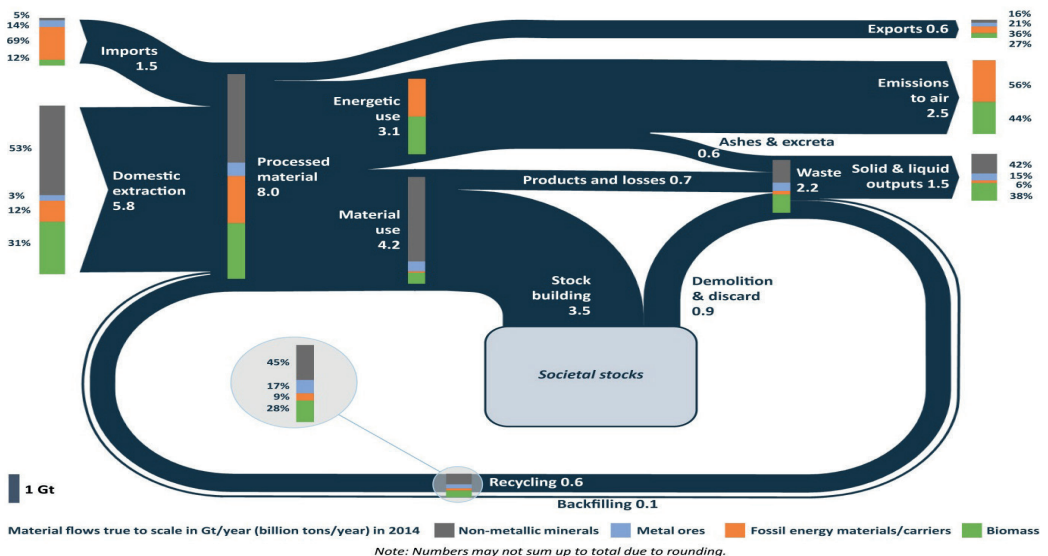 5%
14%
69%
12%
Imports
1.5
53%
3%
12%
31%
Domestic
extraction
5.8
Processed
material
8.0
Energetic
use
3.1
Material
use
4.2
Exports 0.6
16%
21%
36%
27%
Emissions
to air
2.5
56%
44%
Ashes & excreta
0.6
Products and losses 0.7
Waste
2.2
Solid & liquid
outputs 1.5
42%
15%
6%
38%
Stock
building
3.5
Demolition
& discard
0.9
Societal stocks
45%
17%
9%
28%
Recycling 0.6
Backfilling 0.1
1 Gt
Material flows true to scale in Gt/year (billion tons/year) in 2014 Non-metallic minerals Metal ores Fossil energy materials/carriers Biomass
Note: Numbers may not sum up to total due to rounding.